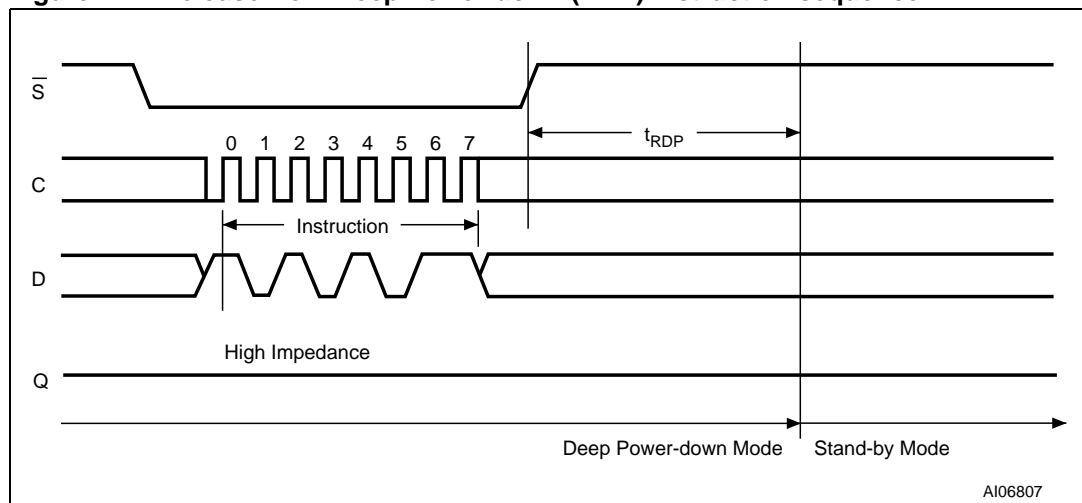 S
0 1 2 3 4 5 6 7
tRDP
C
Instruction
D
High Impedance
Q
Deep Power-down Mode Stand-by Mode
AI06807